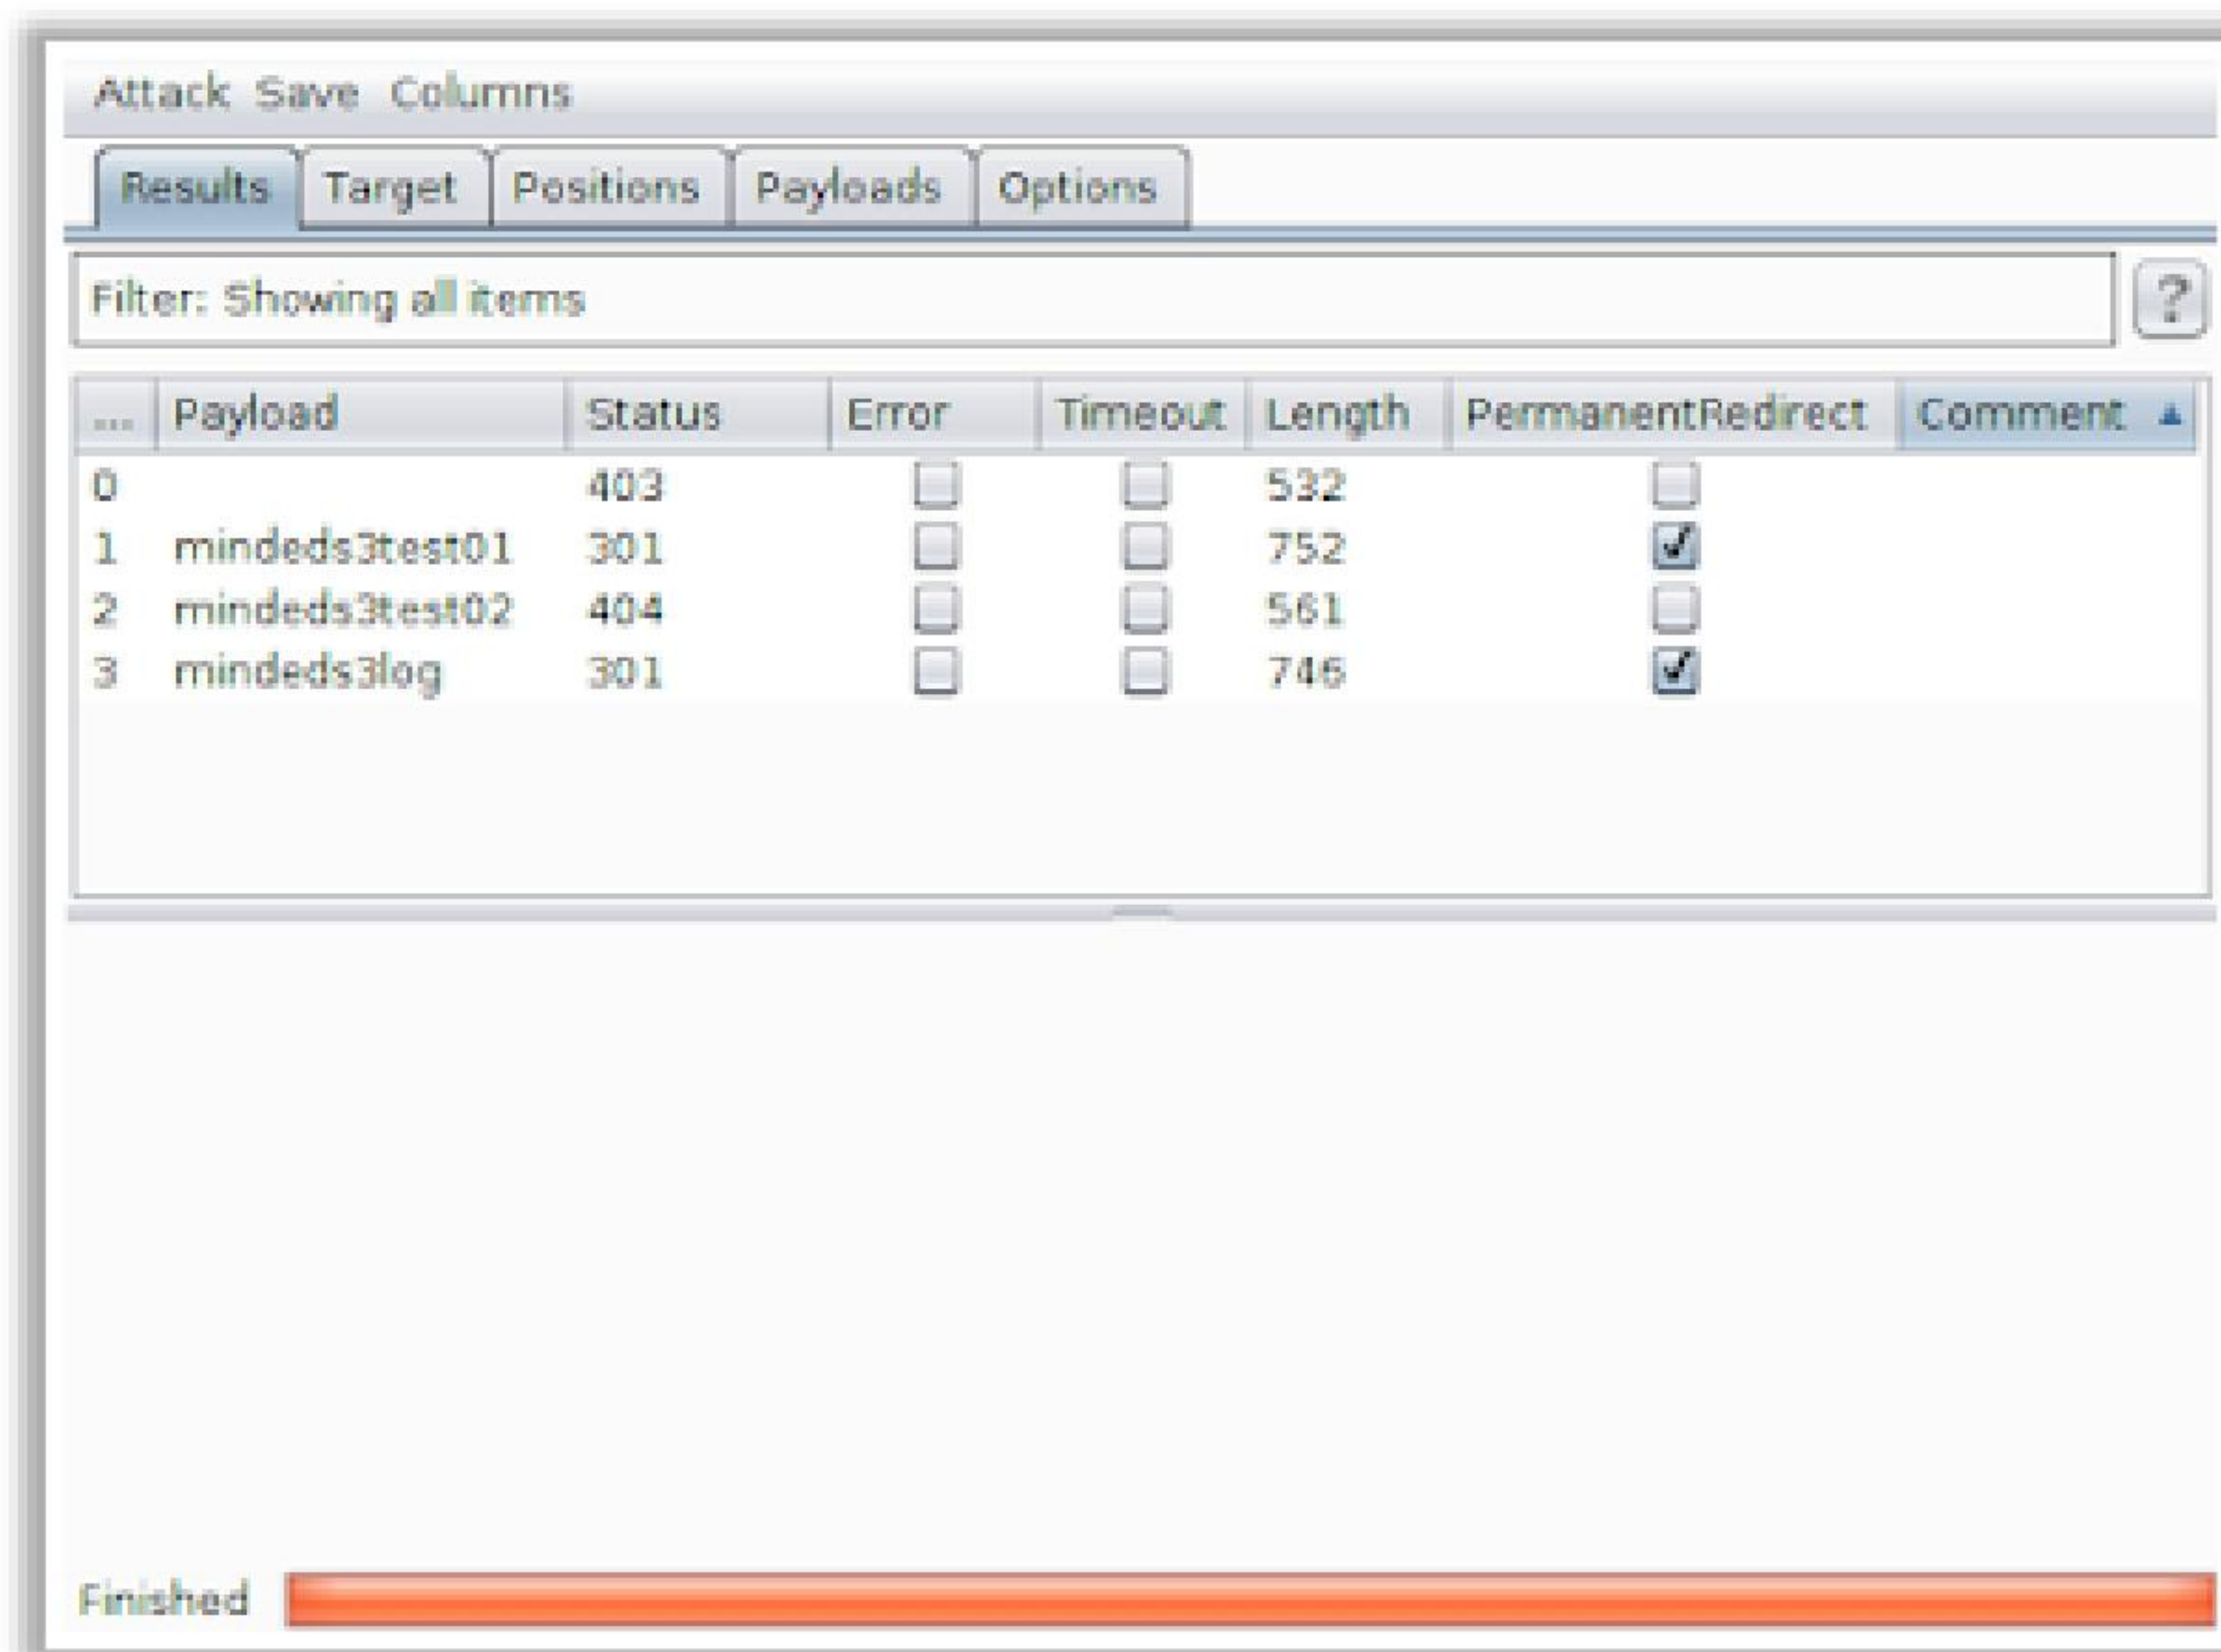 Attack Save Columns
Results Target Positions Payloads Options
Filter: Showing all items ?
... Payload Status Error Timeout Length PermanentRedirect Comment
0 403 532
1 mindeds3test01 301 752
2 mindeds3test02 404 561
3 mindeds3log 301 746
Finished